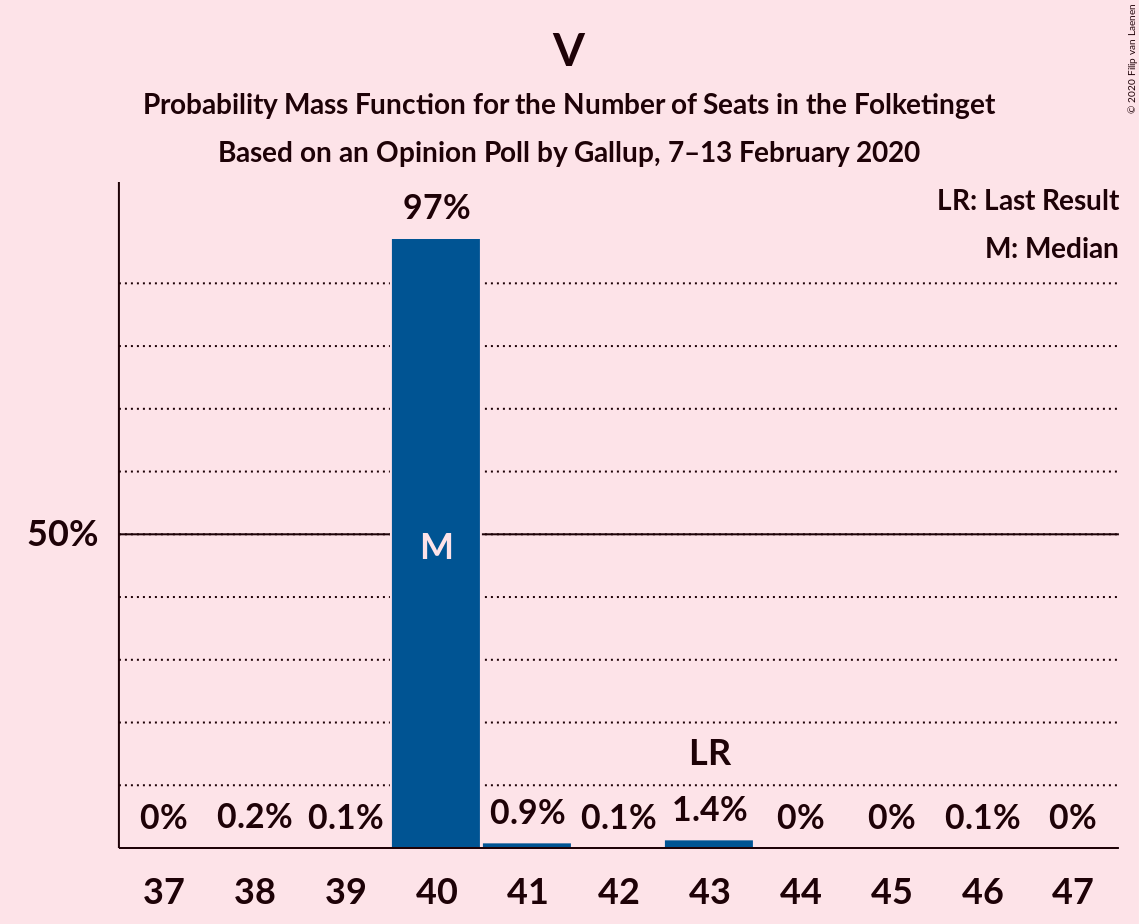 V
Probability Mass Function for the Number of Seats in the Folketinget
Based on an Opinion Poll by Gallup, 7–13 February 2020
© 2020 Filip van Laenen
LR: Last Result
M: Median
97%
50%
M
LR
0% 0.2% 0.1% 0.9% 0.1% 1.4% 0% 0% 0.1% 0%
37 38 39 40 41 42 43 44 45 46 47